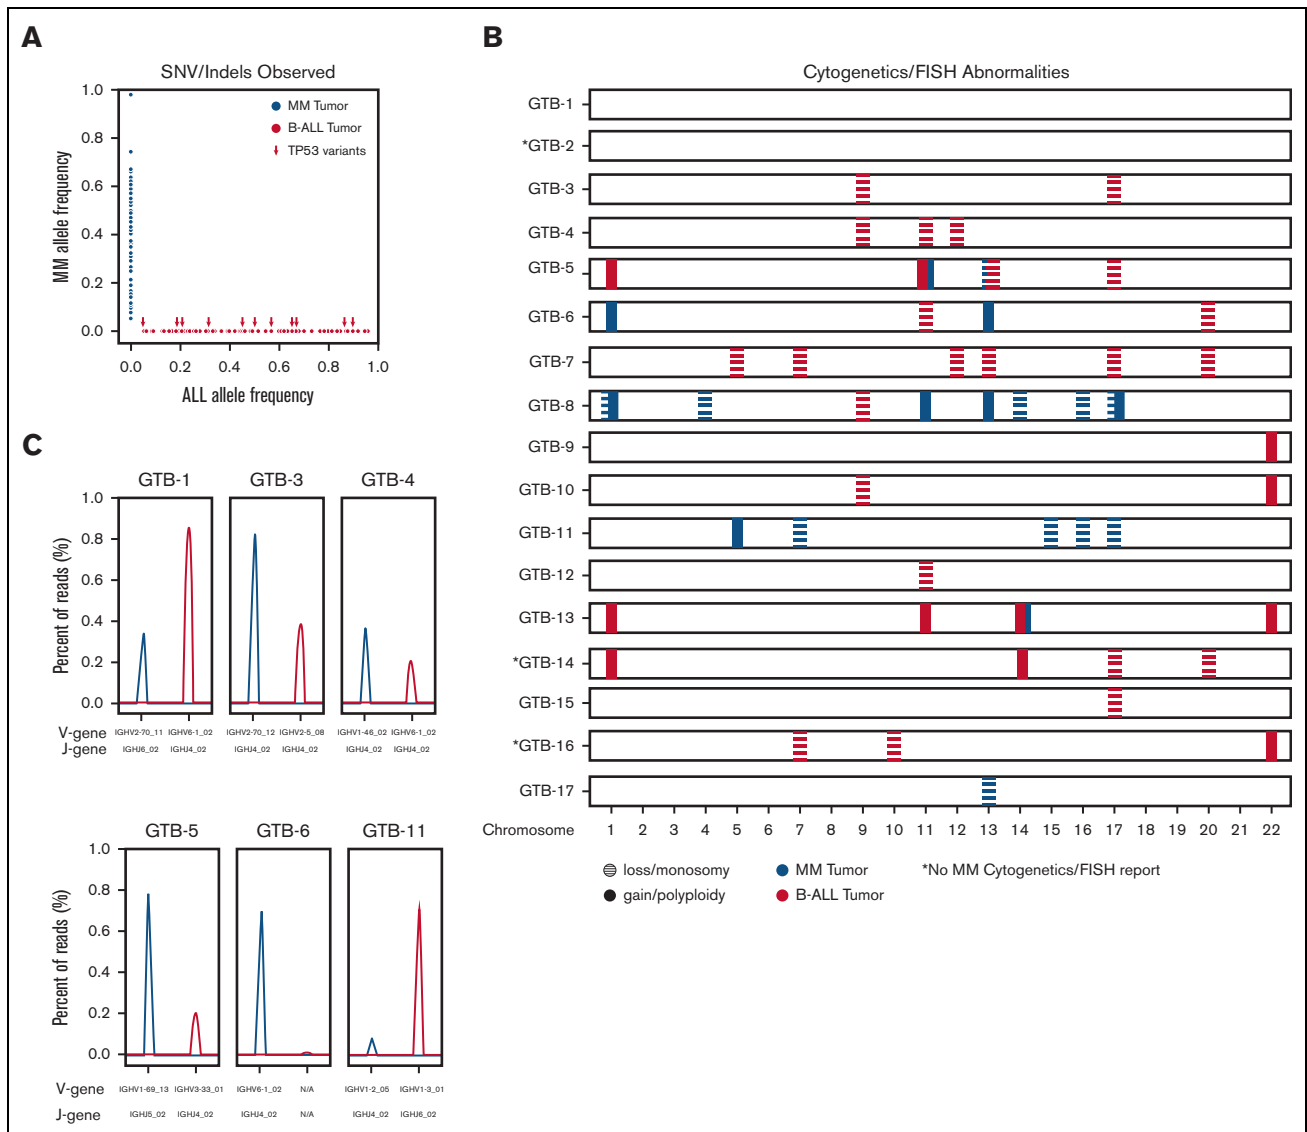 A
SNV/Indels Observed
MM allele frequency
1.0
0.8
0.6
0.4
0.2
0.0
MM Tumor
B-ALL Tumor
TP53 variants
0.0 0.2 0.4 0.6 0.8 1.0
ALL allele frequency
B
Cytogenetics/FISH Abnormalities
GTB-1
*GTB-2
GTB-3
GTB-4
GTB-5
GTB-6
GTB-7
GTB-8
GTB-9
GTB-10
GTB-11
GTB-12
GTB-13
*GTB-14
GTB-15
*GTB-16
GTB-17
Chromosome 1 2 3 4 5 6 7 8 9 10 11 12 13 14 15 16 17 18 19 20 21 22
loss/monosomy MM Tumor *No MM Cytogenetics/FISH report
gain/polyploidy B-ALL Tumor
C
GTB-1 GTB-3 GTB-4
Percent of reads (%)
1.0
0.8
0.6
0.4
0.2
0.0
V-gene IGHV2-70_11 IGHV6-1_02 IGHV2-70_12 IGHV2-5_08 IGHV1-46_02 IGHV6-1_02
J-gene IGHJ6_02 IGHJ4_02 IGHJ4_02 IGHJ4_02 IGHJ4_02 IGHJ4_02
GTB-5 GTB-6 GTB-11
Percent of reads (%)
1.0
0.8
0.6
0.4
0.2
0.0
V-gene IGHV1-69_13 IGHV3-33_01 IGHV6-1_02 N/A IGHV1-2_05 IGHV1-3_01
J-gene IGHJ5_02 IGHJ4_02 IGHJ4_02 N/A IGHJ4_02 IGHJ6_02